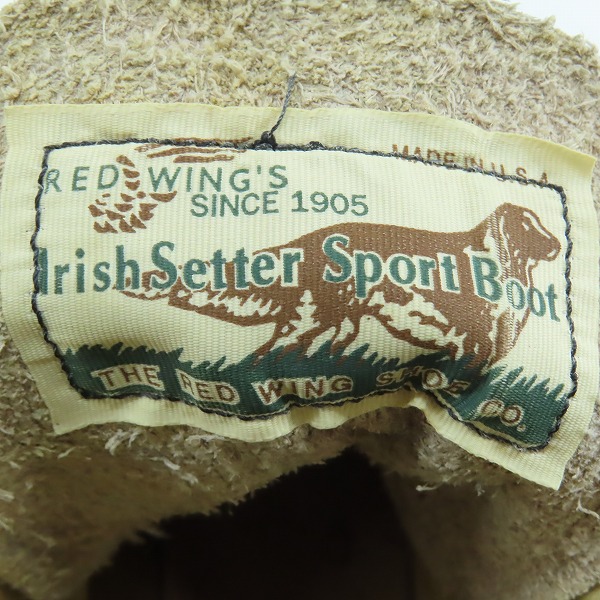 MADE IN U.S.A
RED WING'S
SINCE 1905
Irish Setter Sport Boot
THE RED WING SHOE CO.